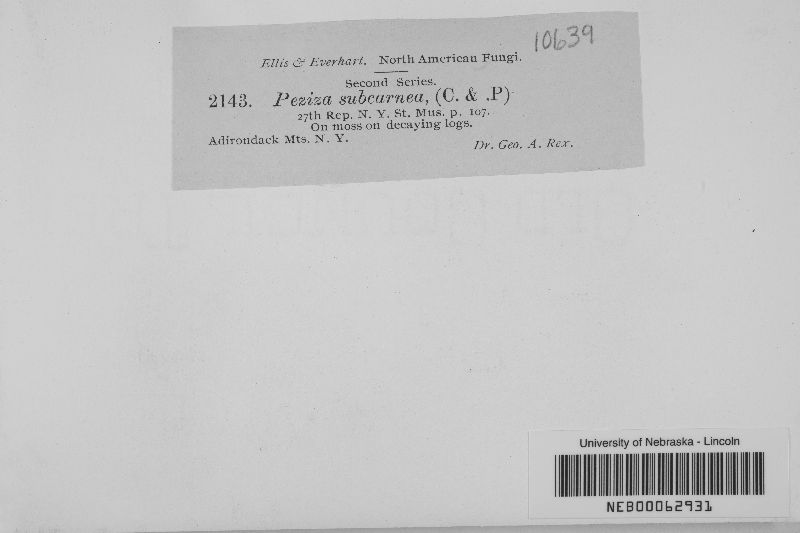 10639
Ellis & Everhart. North American Fungi.
Second Series.
2143. Peziza subcarnea, (C. & .P)
27th Rep. N. Y. St. Mus. p. 107.
On moss on decaying logs.
Adirondack Mts. N. Y. Dr. Geo. A. Rex.
University of Nebraska - Lincoln
NEB00062931